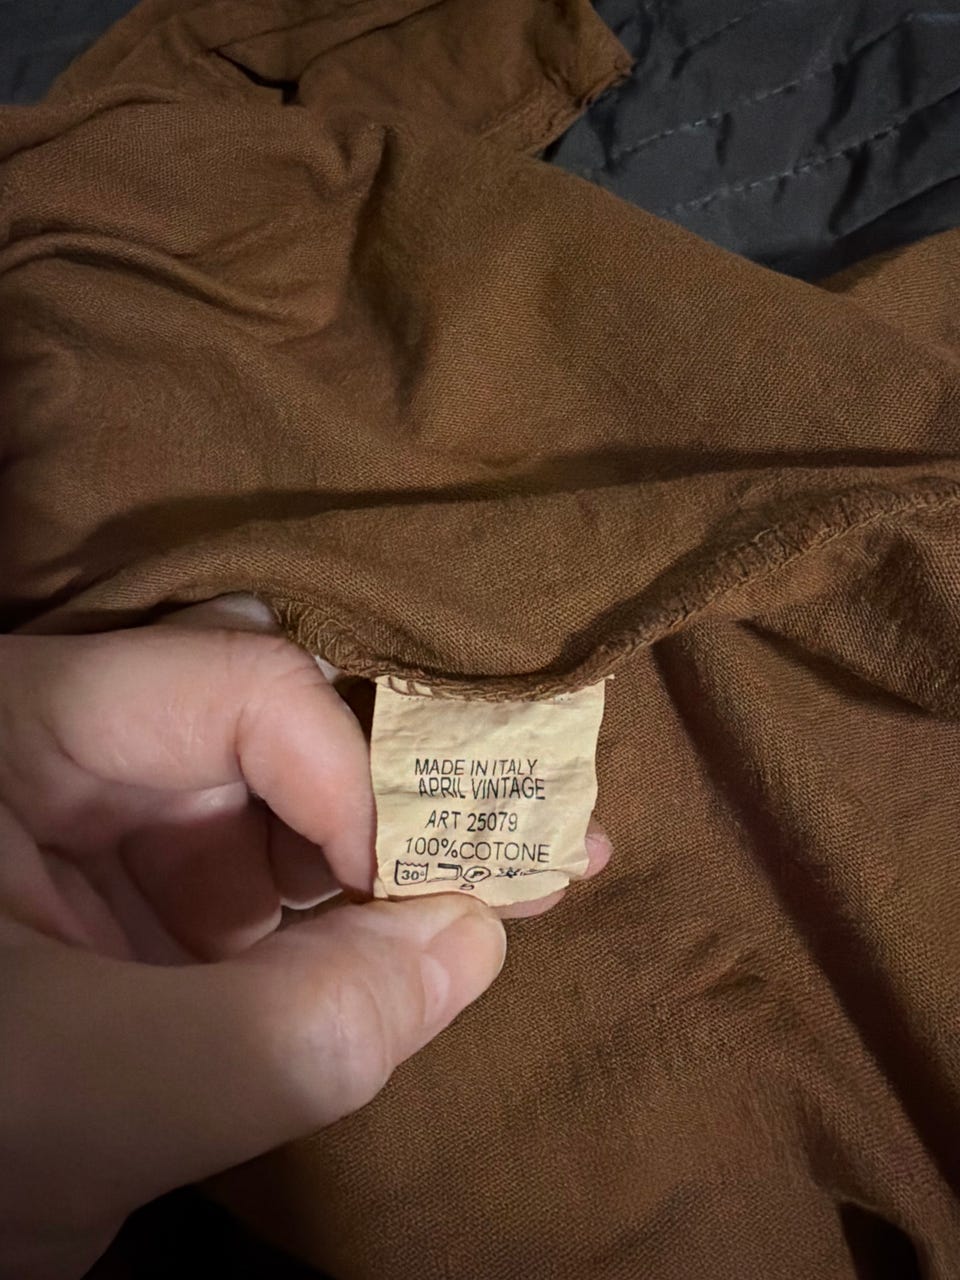 MADE IN ITALY
APRIL VINTAGE
ART 25079
100%COTONE
30° P